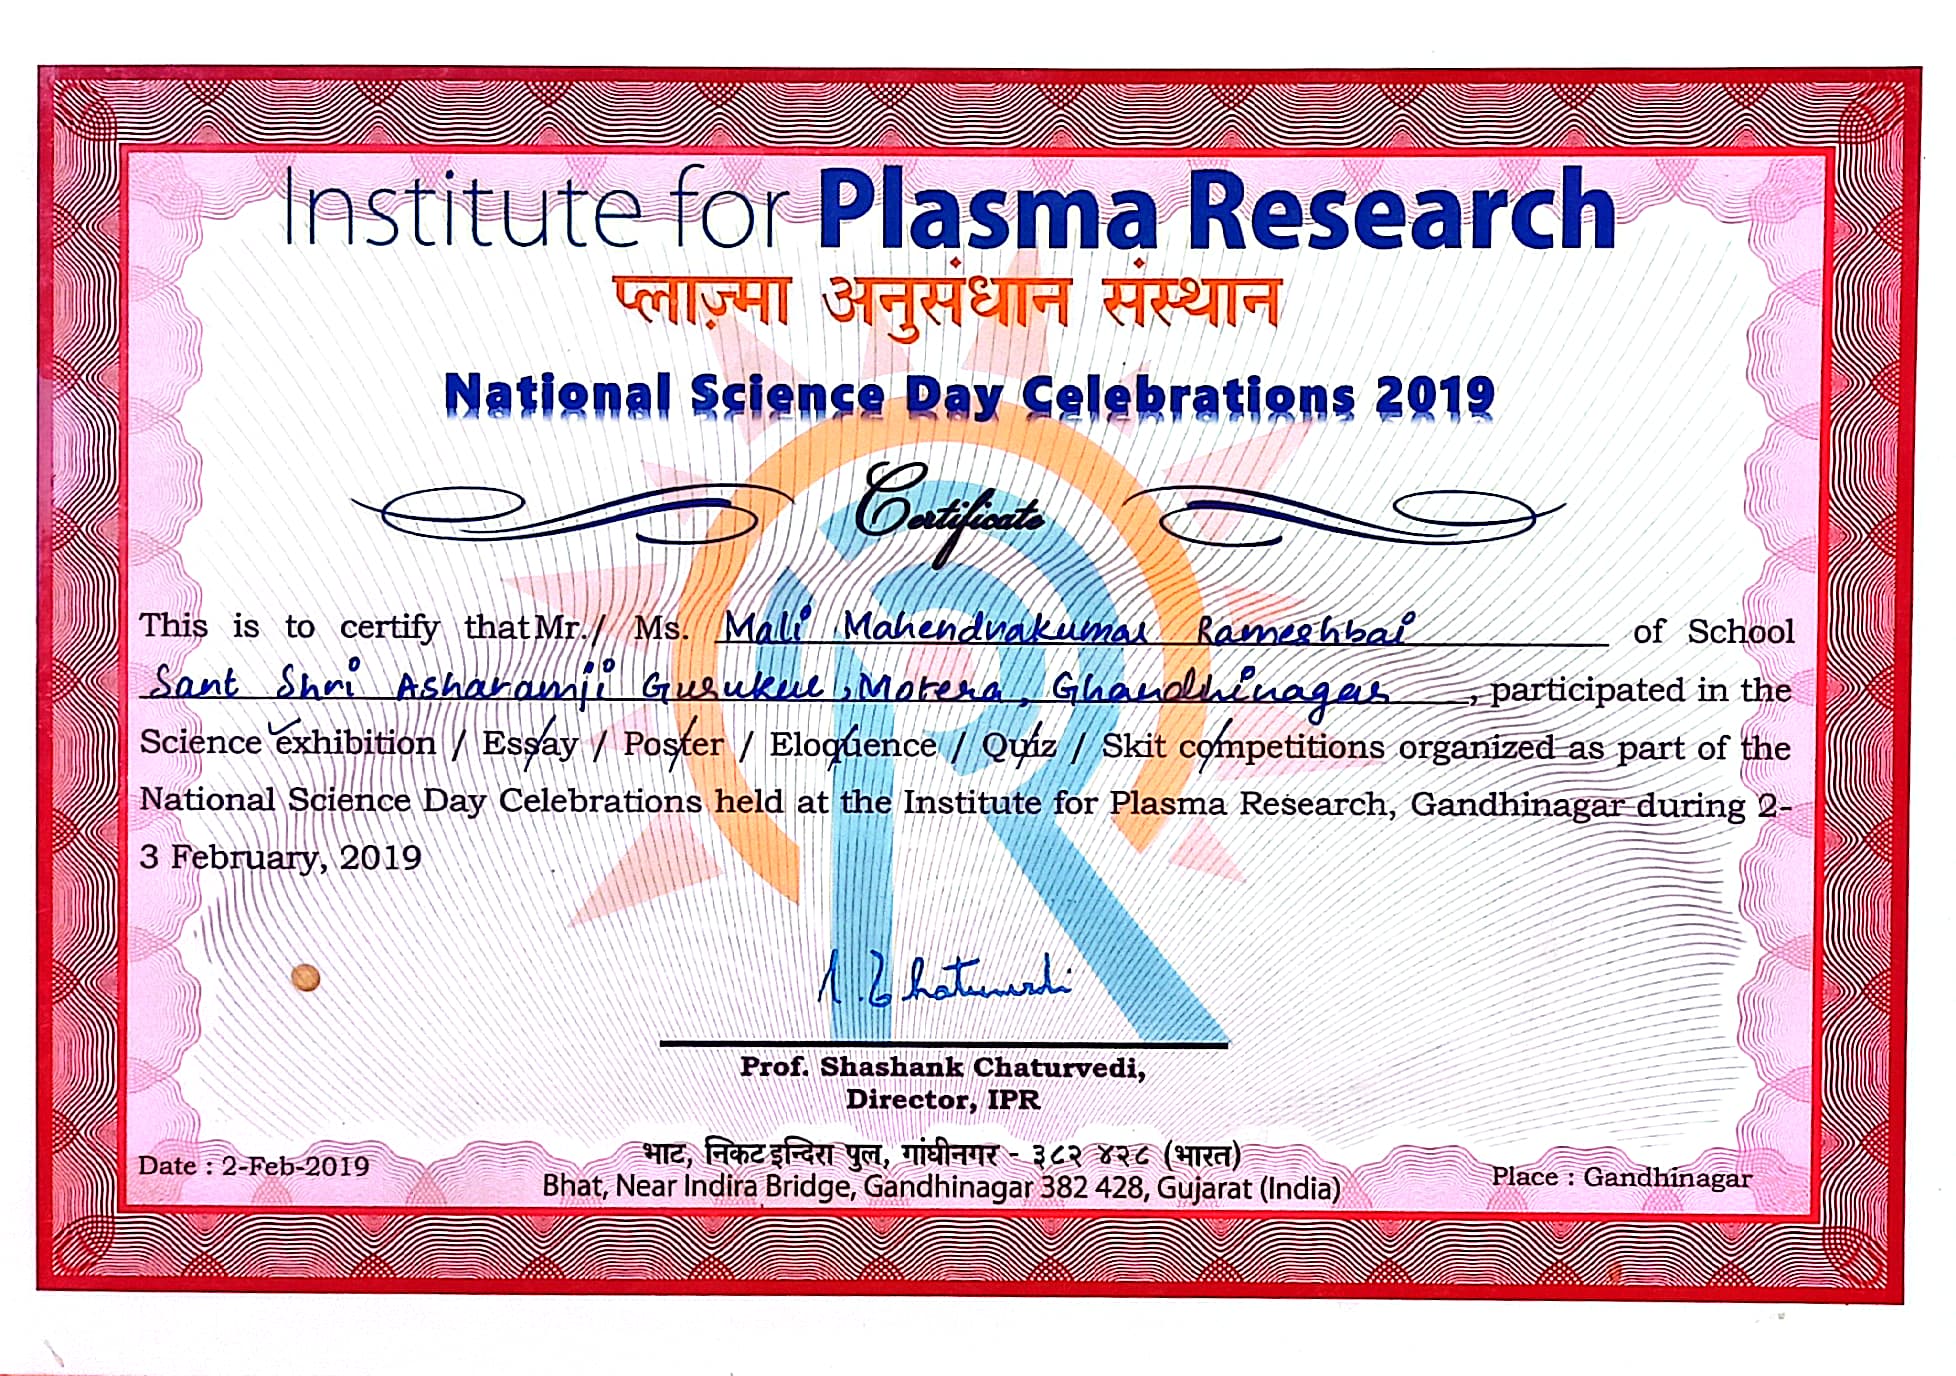 Institute for Plasma Research
प्लाज़्मा अनुसंधान संस्थान
National Science Day Celebrations 2019
Certificate
This is to certify that Mr./ Ms. Mali Mahendrakumar Rameshbai of School
Sant Shri Asharamji Gurukul, Motera, Ghandhinagar, participated in the
Science exhibition / Essay / Poster / Eloquence / Quiz / Skit competitions organized as part of the
National Science Day Celebrations held at the Institute for Plasma Research, Gandhinagar during 2-
3 February, 2019
Prof. Shashank Chaturvedi,
Director, IPR
भाट, निकट इन्दिरा पुल, गांधीनगर - ३८२ ४२८ (भारत)
Date : 2-Feb-2019
Bhat, Near Indira Bridge, Gandhinagar 382 428, Gujarat (India)
Place : Gandhinagar